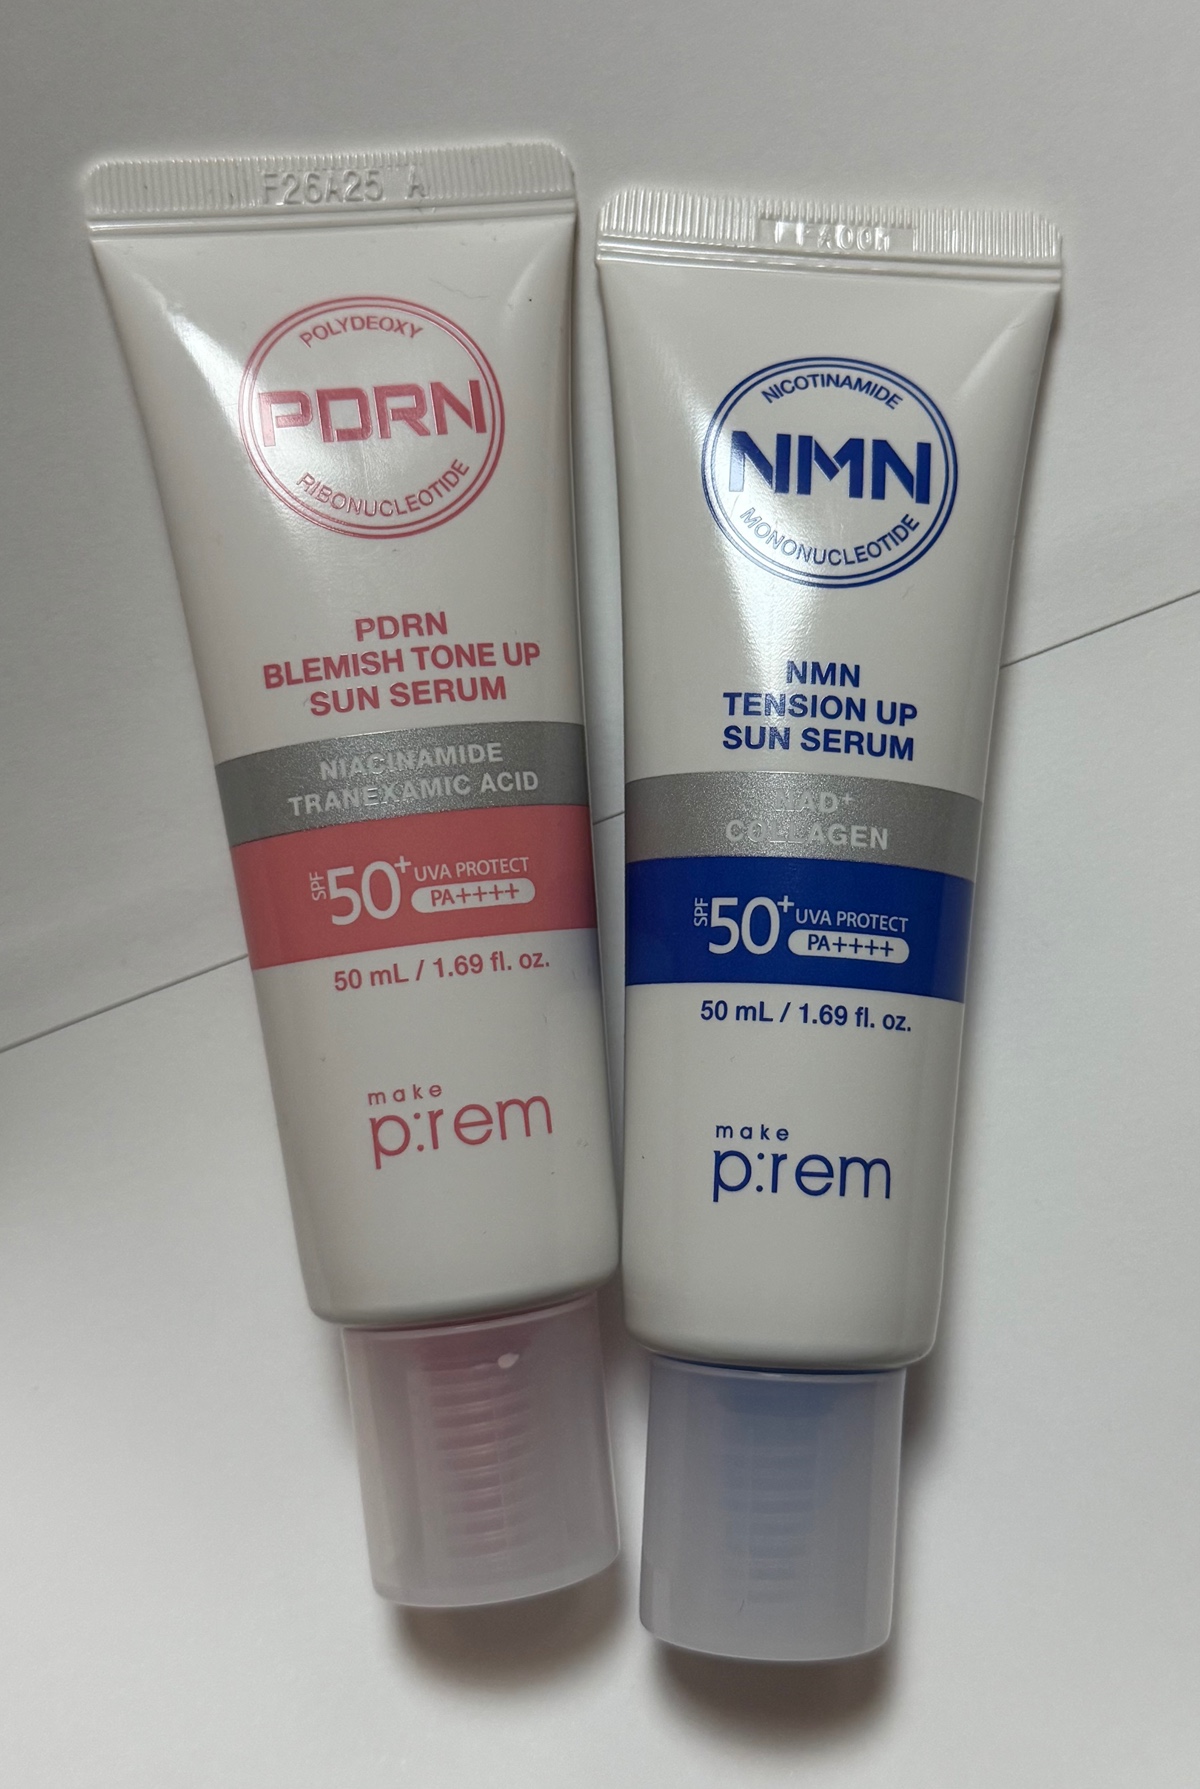 F26A25 A
POLYDEOXY
PDRN
RIBONUCLEOTIDE
PDRN
BLEMISH TONE UP
SUN SERUM
NIACINAMIDE
TRANEXAMIC ACID
SPF 50+ UVA PROTECT
PA++++
50 mL / 1.69 fl. oz.
make
p:rem
NICOTINAMIDE
NMN
MONONUCLEOTIDE
NMN
TENSION UP
SUN SERUM
NAD+
COLLAGEN
SPF 50+ UVA PROTECT
PA++++
50 mL / 1.69 fl. oz.
make
p:rem